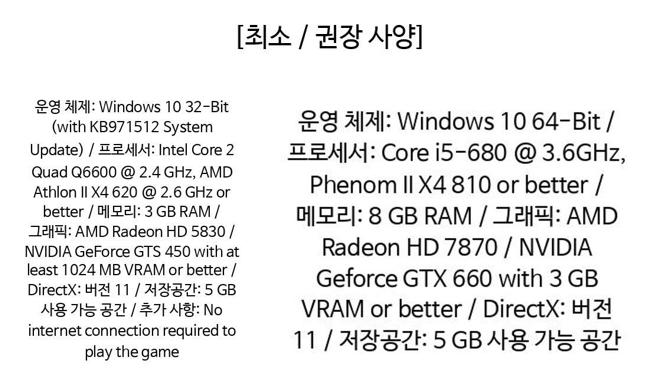 [최소 / 권장 사양]
운영 체제: Windows 10 32-Bit
(with KB971512 System
Update) / 프로세서: Intel Core 2
Quad Q6600 @ 2.4 GHz, AMD
Athlon II X4 620 @ 2.6 GHz or
better / 메모리: 3 GB RAM /
그래픽: AMD Radeon HD 5830 /
NVIDIA GeForce GTS 450 with at
least 1024 MB VRAM or better /
DirectX: 버전 11 / 저장공간: 5 GB
사용 가능 공간 / 추가 사항: No
internet connection required to
play the game
운영 체제: Windows 10 64-Bit /
프로세서: Core i5-680 @ 3.6GHz,
Phenom II X4 810 or better /
메모리: 8 GB RAM / 그래픽: AMD
Radeon HD 7870 / NVIDIA
Geforce GTX 660 with 3 GB
VRAM or better / DirectX: 버전
11 / 저장공간: 5 GB 사용 가능 공간